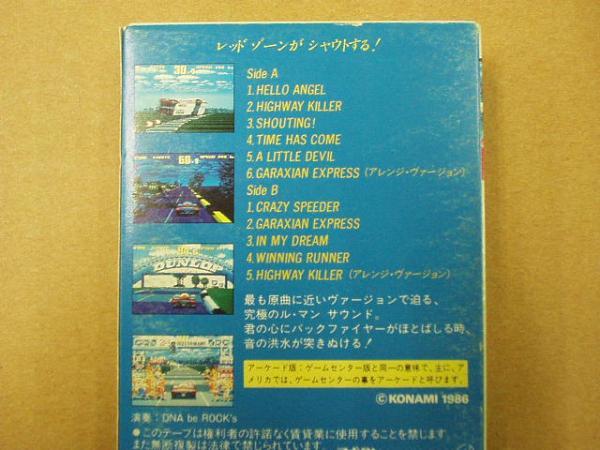 レッド ゾーンが シャウトする!
Side A
1. HELLO ANGEL
2. HIGHWAY KILLER
3. SHOUTING!
4. TIME HAS COME
5. A LITTLE DEVIL
6. GARAXIAN EXPRESS (アレンジ・ヴァージョン)
Side B
1. CRAZY SPEEDER
2. GARAXIAN EXPRESS
3. IN MY DREAM
4. WINNING RUNNER
5. HIGHWAY KILLER (アレンジ・ヴァージョン)
DUNLOP
最も原曲に近いヴァージョンで迫る、
究極のル・マン サウンド。
君の心にバックファイヤーがほとばしる時、
音の洪水が突きぬける!
アーケード版:ゲームセンター版と同一の意味で、主に、ア
メリカでは、ゲームセンターの事をアーケードと呼びます。
©KONAMI 1986
演奏:DNA be ROCK's
●このテープは権利者の許諾なく賃貸業に使用することを禁じます
また無断複製は法律で禁じられています。